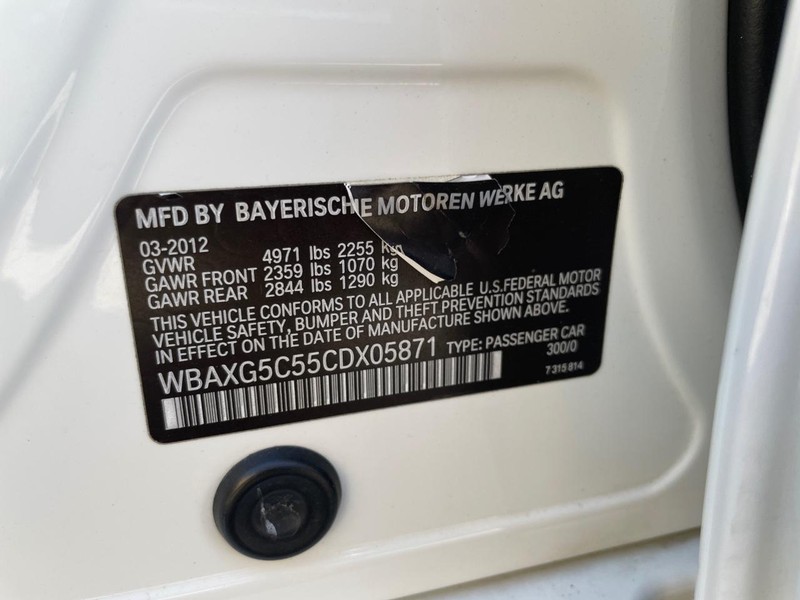 MFD BY BAYERISCHE MOTOREN WERKE AG
03-2012
GVWR 4971 lbs 2255 kg
GAWR FRONT 2359 lbs 1070 kg
GAWR REAR 2844 lbs 1290 kg
THIS VEHICLE CONFORMS TO ALL APPLICABLE U.S.FEDERAL MOTOR
VEHICLE SAFETY, BUMPER AND THEFT PREVENTION STANDARDS
IN EFFECT ON THE DATE OF MANUFACTURE SHOWN ABOVE.
WBAXG5C55CDX05871 TYPE: PASSENGER CAR
300/0
7 315 814